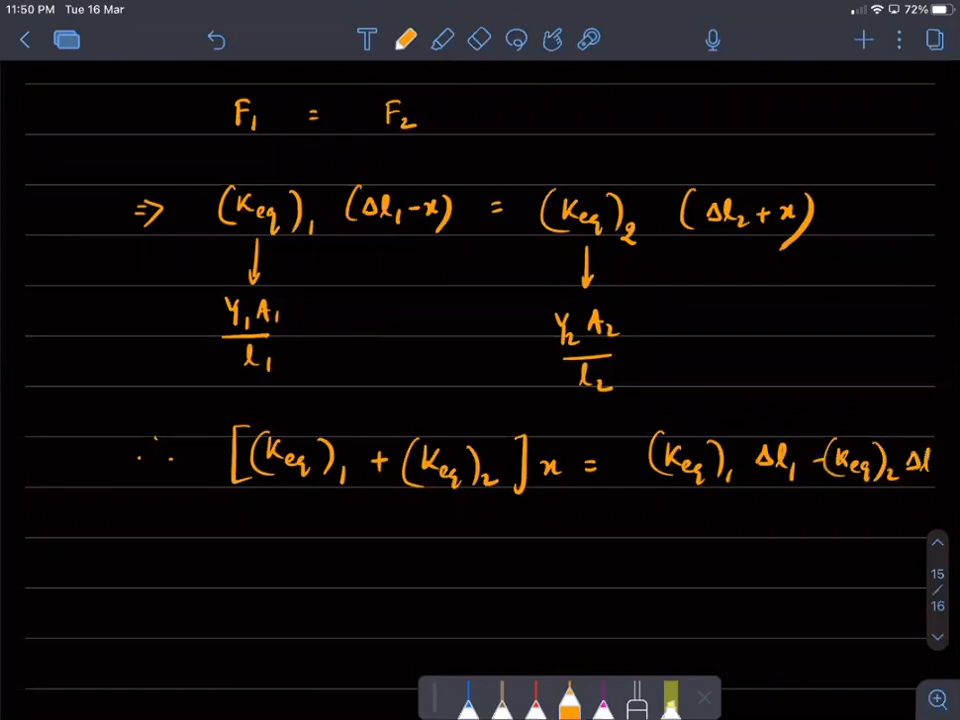 11:50 PM Tue 16 Mar 72%
T
F₁ = F₂
⇒ (Keq)₁ (Δl₁-x) = (Keq)₂ (Δl₂+x)
Y₁A₁ / l₁ Y₂A₂ / l₂
∴ [(Keq)₁ + (Keq)₂]x = (Keq)₁ Δl₁ -(Keq)₂ Δl
15
/
16